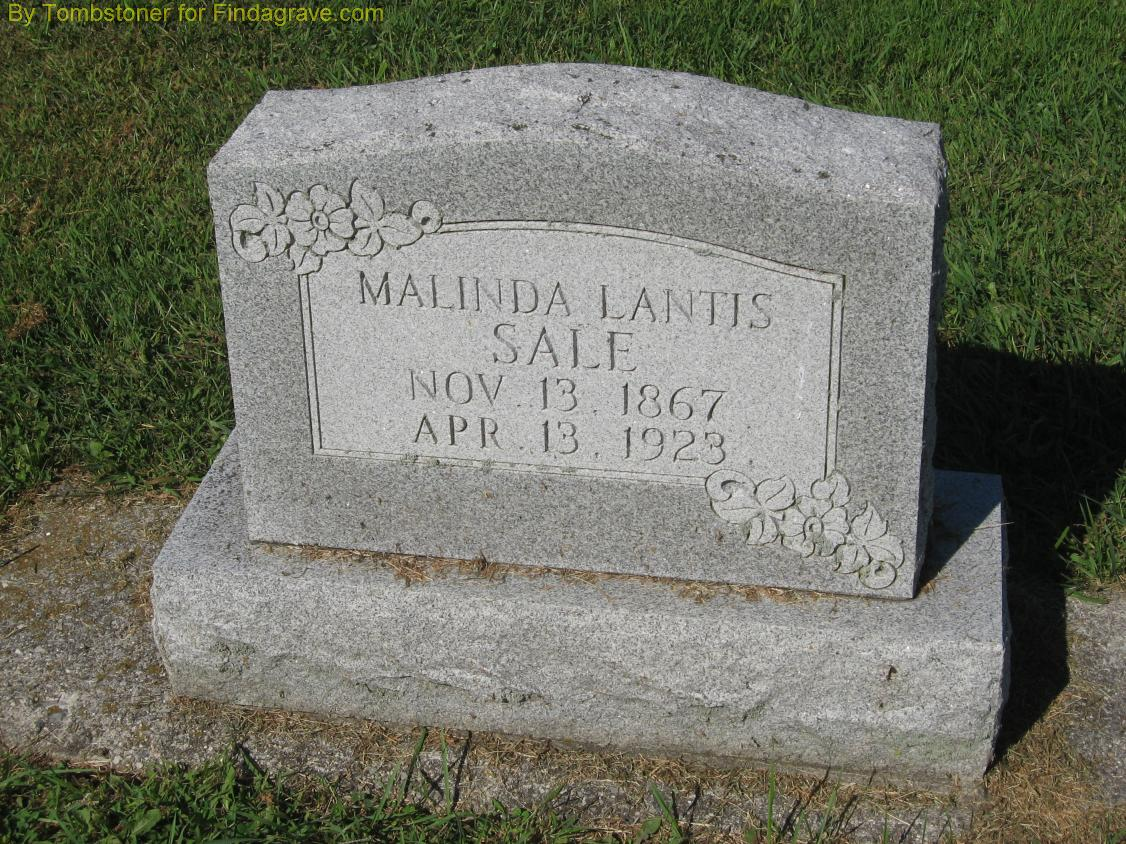 By Tombstoner for Findagrave.com
MALINDA LANTIS
SALE
NOV. 13. 1867
APR. 13. 1923